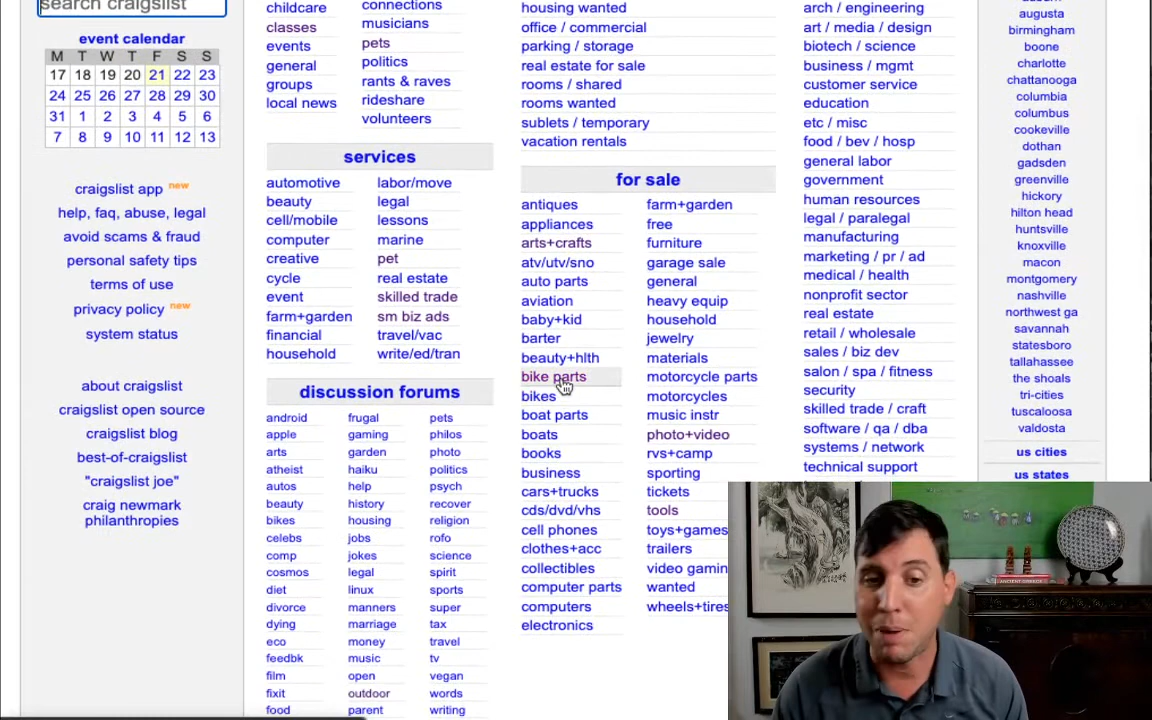 search craigslist
event calendar
M T W T F S S
17 18 19 20 21 22 23
24 25 26 27 28 29 30
31 1 2 3 4 5 6
7 8 9 10 11 12 13
craigslist app new
help, faq, abuse, legal
avoid scams & fraud
personal safety tips
terms of use
privacy policy new
system status
about craigslist
craigslist open source
craigslist blog
best-of-craigslist
"craigslist joe"
craig newmark
philanthropies
childcare
classes
events
general
groups
local news
connections
musicians
pets
politics
rants & raves
rideshare
volunteers
services
automotive
beauty
cell/mobile
computer
creative
cycle
event
farm+garden
financial
household
labor/move
legal
lessons
marine
pet
real estate
skilled trade
sm biz ads
travel/vac
write/ed/tran
discussion forums
android
apple
arts
atheist
autos
beauty
bikes
celebs
comp
cosmos
diet
divorce
dying
eco
feedbk
film
fixit
food
frugal
gaming
garden
haiku
help
history
housing
jobs
jokes
legal
linux
manners
marriage
money
music
open
outdoor
parent
pets
philos
photo
politics
psych
recover
religion
rofo
science
spirit
sports
super
tax
travel
tv
vegan
words
writing
housing wanted
office / commercial
parking / storage
real estate for sale
rooms / shared
rooms wanted
sublets / temporary
vacation rentals
for sale
antiques
appliances
arts+crafts
atv/utv/sno
auto parts
aviation
baby+kid
barter
beauty+hlth
bike parts
bikes
boat parts
boats
books
business
cars+trucks
cds/dvd/vhs
cell phones
clothes+acc
collectibles
computer parts
computers
electronics
farm+garden
free
furniture
garage sale
general
heavy equip
household
jewelry
materials
motorcycle parts
motorcycles
music instr
photo+video
rvs+camp
sporting
tickets
tools
toys+games
trailers
video gamin
wanted
wheels+tires
arch / engineering
art / media / design
biotech / science
business / mgmt
customer service
education
etc / misc
food / bev / hosp
general labor
government
human resources
legal / paralegal
manufacturing
marketing / pr / ad
medical / health
nonprofit sector
real estate
retail / wholesale
sales / biz dev
salon / spa / fitness
security
skilled trade / craft
software / qa / dba
systems / network
technical support
augusta
birmingham
boone
charlotte
chattanooga
columbia
columbus
cookeville
dothan
gadsden
greenville
hickory
hilton head
huntsville
knoxville
macon
montgomery
nashville
northwest ga
savannah
statesboro
tallahassee
the shoals
tri-cities
tuscaloosa
valdosta
us cities
us states